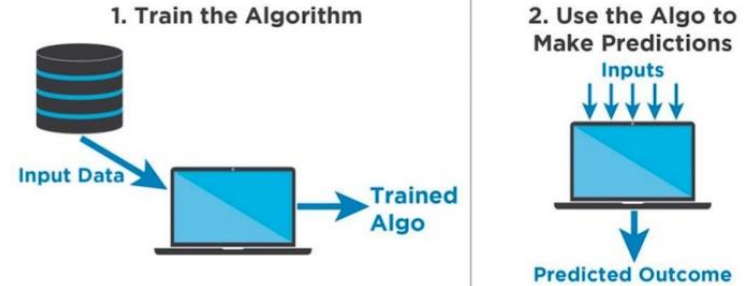 1. Train the Algorithm
Input Data
Trained
Algo
2. Use the Algo to
Make Predictions
Inputs
Predicted Outcome